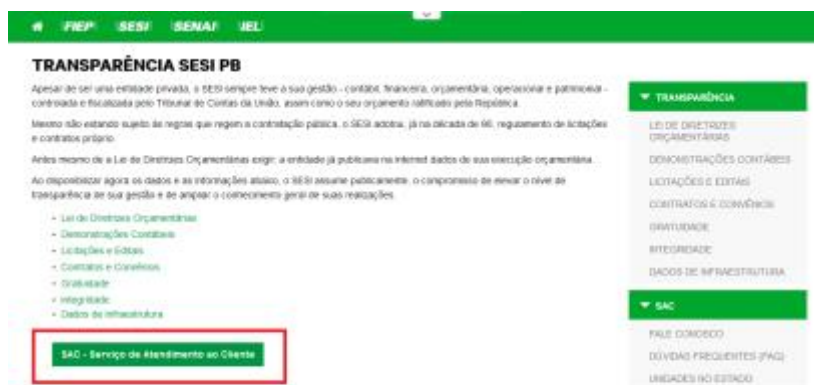 FIEP SESI SENAI IEL
TRANSPARÊNCIA SESI PB
Apesar de ser uma entidade privada, o SESI sempre teve a sua gestão - contábil, financeira, orçamentária, operacional e patrimonial -
controlada e fiscalizada pelo Tribunal de Contas da União, assim como o seu orçamento ratificado pela República.
Mesmo não estando sujeito às regras que regem a contratação pública, o SESI adotou, já na década de 90, regulamento de licitações
e contratos próprio.
Antes mesmo de a Lei de Diretrizes Orçamentárias exigir, a entidade já publicava na internet dados de sua execução orçamentária.
Ao disponibilizar agora os dados e as informações abaixo, o SESI assume publicamente, o compromisso de elevar o nível de
transparência de sua gestão e de ampliar o conhecimento geral de suas realizações.
Lei de Diretrizes Orçamentárias
Demonstrações Contábeis
Licitações e Editais
Contratos e Convênios
Gratuidade
Integridade
Dados de Infraestrutura
SAC - Serviço de Atendimento ao Cliente
TRANSPARÊNCIA
LEI DE DIRETRIZES
ORÇAMENTÁRIAS
DEMONSTRAÇÕES CONTÁBEIS
LICITAÇÕES E EDITAIS
CONTRATOS E CONVÊNIOS
GRATUIDADE
INTEGRIDADE
DADOS DE INFRAESTRUTURA
SAC
FALE CONOSCO
DÚVIDAS FREQUENTES (FAQ)
UNIDADES NO ESTADO